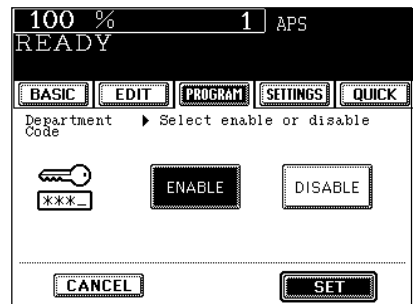 100 % 1 APS
READY
BASIC EDIT PROGRAM SETTINGS QUICK
Department ▶ Select enable or disable
Code
***_ ENABLE DISABLE
CANCEL SET